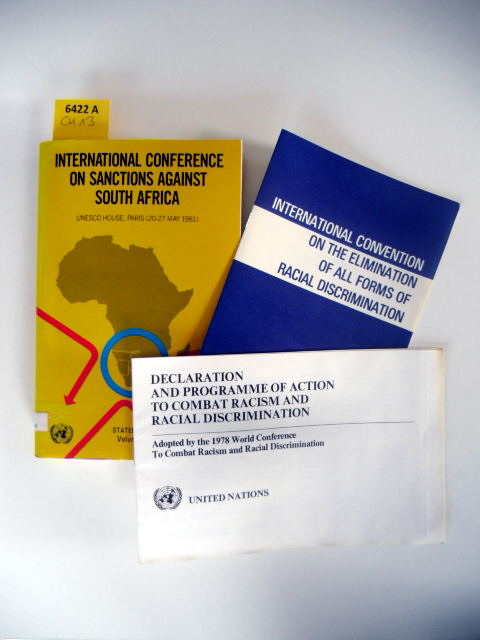 6422 A
CH 13
INTERNATIONAL CONFERENCE
ON SANCTIONS AGAINST
SOUTH AFRICA
UNESCO HOUSE, PARIS (20-27 MAY 1981)
INTERNATIONAL CONVENTION
ON THE ELIMINATION
OF ALL FORMS OF
RACIAL DISCRIMINATION
DECLARATION
AND PROGRAMME OF ACTION
TO COMBAT RACISM AND
RACIAL DISCRIMINATION
Adopted by the 1978 World Conference
To Combat Racism and Racial Discrimination
UNITED NATIONS